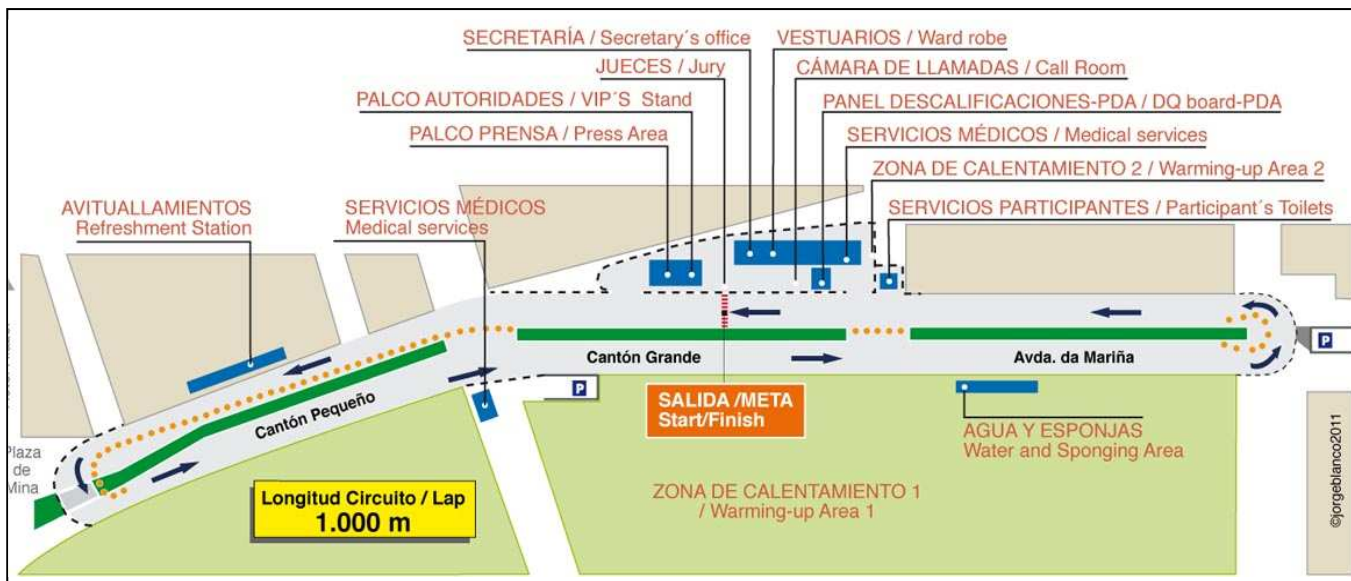 SECRETARÍA / Secretary´s office
VESTUARIOS / Ward robe
JUECES / Jury
CÁMARA DE LLAMADAS / Call Room
PALCO AUTORIDADES / VIP´S Stand
PANEL DESCALIFICACIONES-PDA / DQ board-PDA
PALCO PRENSA / Press Area
SERVICIOS MÉDICOS / Medical services
ZONA DE CALENTAMIENTO 2 / Warming-up Area 2
AVITUALLAMIENTOS
Refreshment Station
SERVICIOS MÉDICOS
Medical services
SERVICIOS PARTICIPANTES / Participant´s Toilets
Cantón Grande
Avda. da Mariña
P
Cantón Pequeño
P
SALIDA /META
Start/Finish
AGUA Y ESPONJAS
Water and Sponging Area
Plaza
de
Mina
Longitud Circuito / Lap
1.000 m
ZONA DE CALENTAMIENTO 1
/ Warming-up Area 1
©jorgeblanco2011